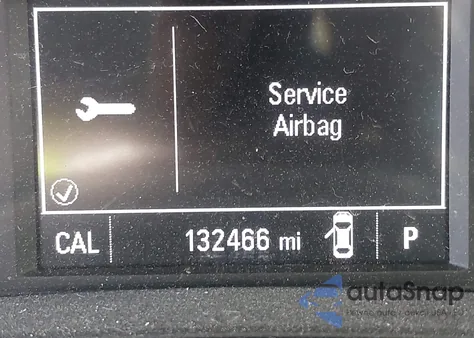 Service
Airbag
CAL 132466 mi P
autoSnap